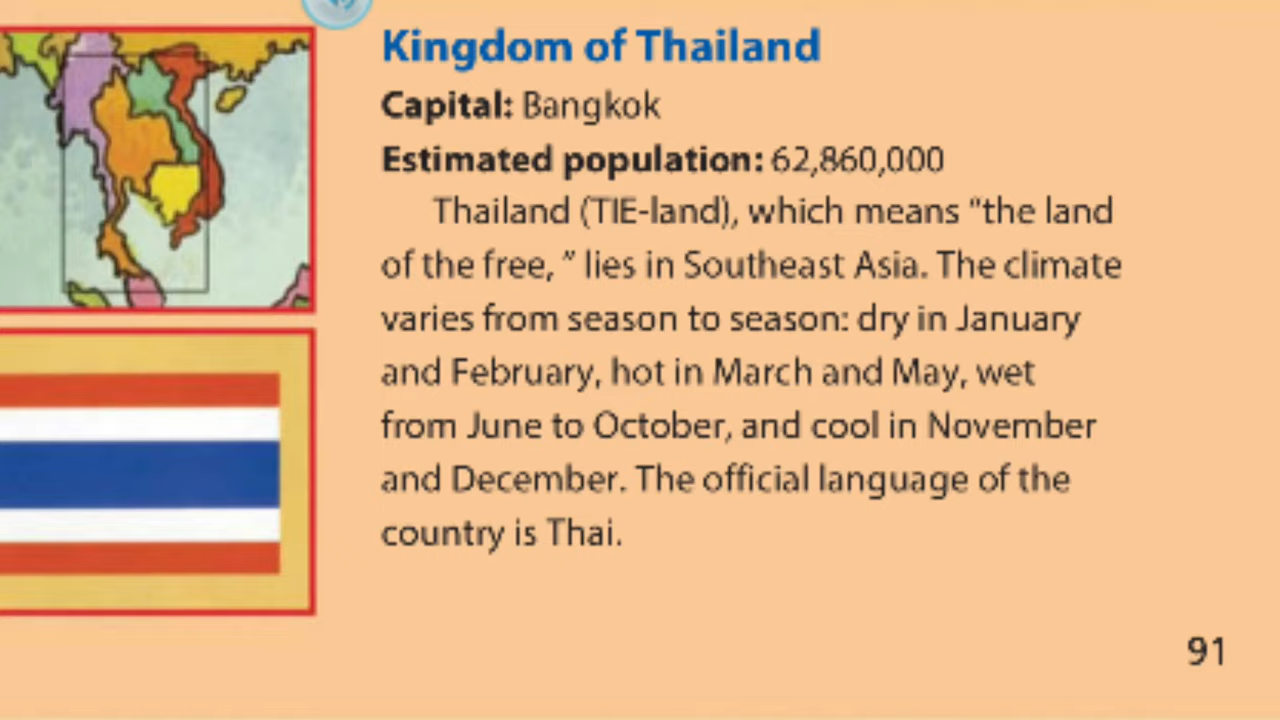 Kingdom of Thailand
Capital: Bangkok
Estimated population: 62,860,000
Thailand (TIE-land), which means “the land
of the free, ” lies in Southeast Asia. The climate
varies from season to season: dry in January
and February, hot in March and May, wet
from June to October, and cool in November
and December. The official language of the
country is Thai.
91